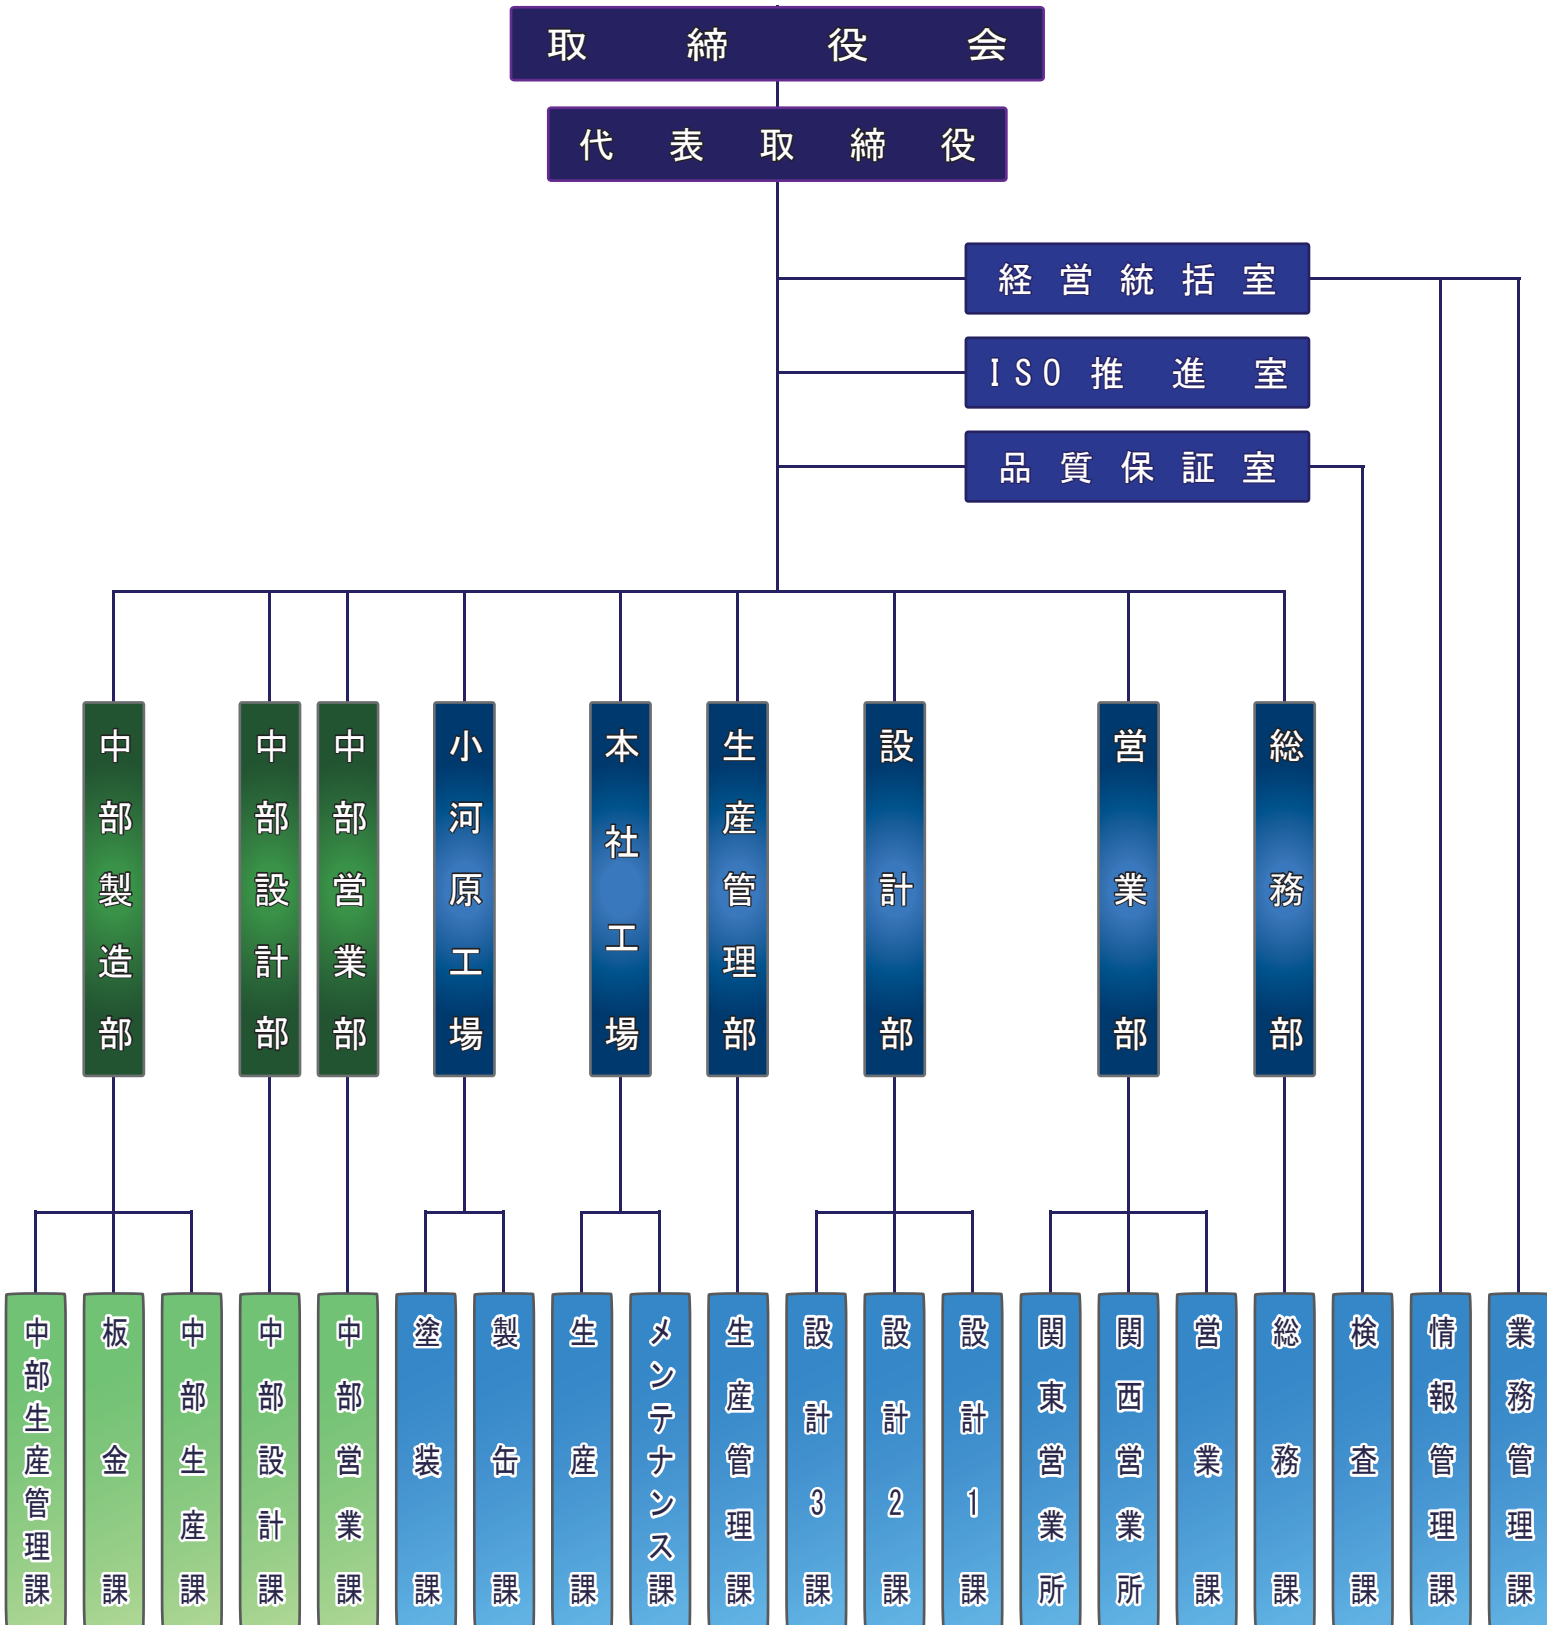 取締役会
代表取締役
経営統括室
ISO推進室
品質保証室
中部製造部
中部設計部
中部営業部
小河原工場
本社工場
生産管理部
設計部
営業部
総務部
中部生産管理課
板金課
中部生産課
中部設計課
中部営業課
塗装課
製缶課
生産課
メンテナンス課
生産管理課
設計3課
設計2課
設計1課
関東営業所
関西営業所
営業課
総務課
検査課
情報管理課
業務管理課